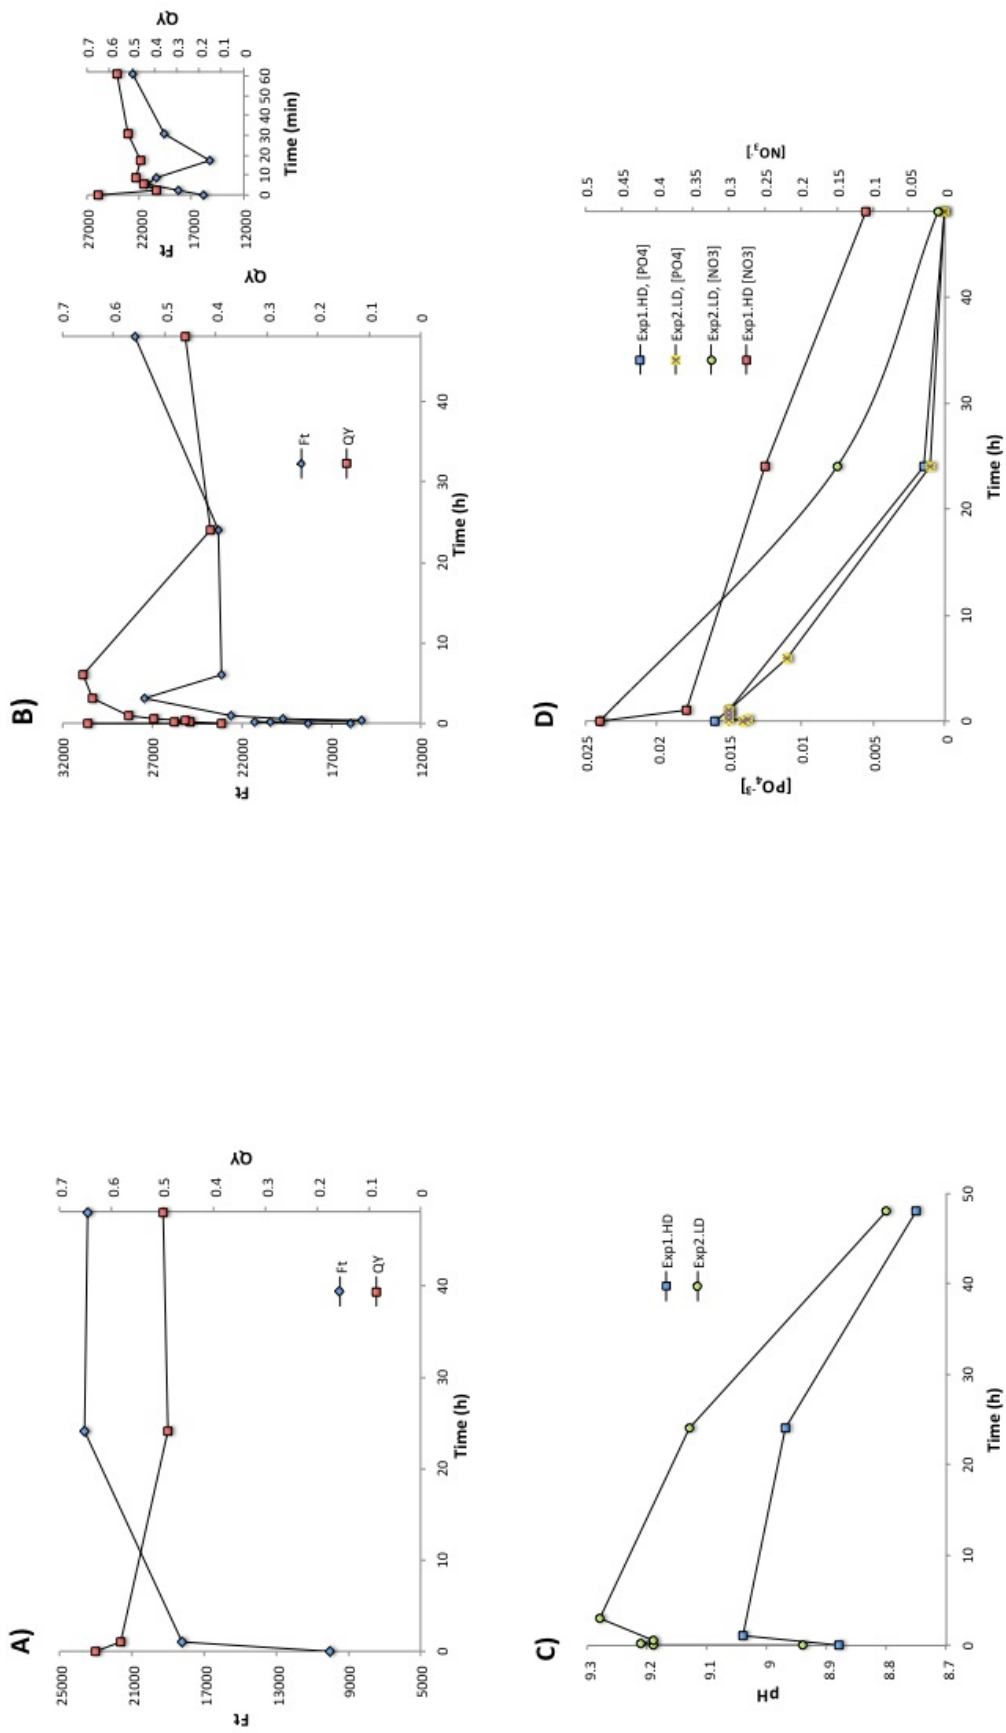 A)
25000
21000
17000
13000
9000
5000
Ft
0.7
0.6
0.5
0.4
0.3
0.2
0.1
0
QY
0 10 20 30 40
Time (h)
Ft
QY
B)
32000
27000
22000
17000
12000
Ft
0.7
0.6
0.5
0.4
0.3
0.2
0.1
0
QY
0 10 20 30 40
Time (h)
Ft
QY
27000
22000
17000
12000
Ft
0.7
0.6
0.5
0.4
0.3
0.2
0.1
0
QY
0 10 20 30 40 50 60
Time (min)
C)
9.3
9.2
9.1
9
8.9
8.8
8.7
pH
0 10 20 30 40 50
Time (h)
Exp1.HD
Exp2.LD
D)
0.025
0.02
0.015
0.01
0.005
0
[PO₄⁻³]
0.5
0.45
0.4
0.35
0.3
0.25
0.2
0.15
0.1
0.05
0
[NO₃⁻]
0 10 20 30 40
Time (h)
Exp1.HD, [PO4]
Exp2.LD, [PO4]
Exp2.LD, [NO3]
Exp1.HD [NO3]